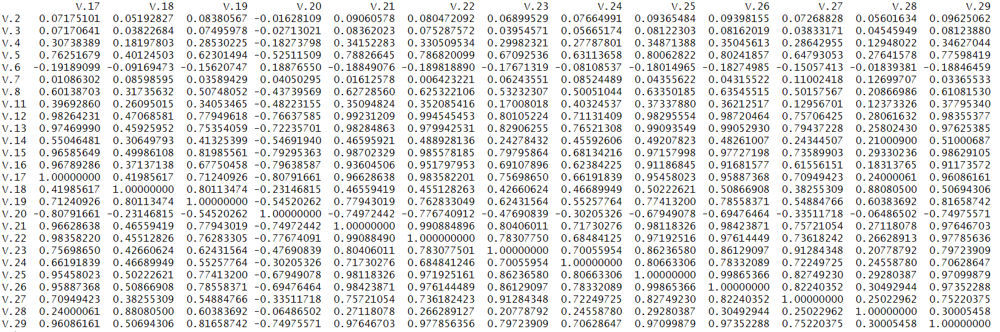 V.17 V.18 V.19 V.20 V.21 V.22 V.23 V.24 V.25 V.26 V.27 V.28 V.29
V.2 0.07175101 0.05192827 0.08380567 -0.01628109 0.09060578 0.080472092 0.06899529 0.07664991 0.09365484 0.09398155 0.07268828 0.05601634 0.09625062
V.3 0.07170641 0.03822684 0.07495978 -0.02713021 0.08362023 0.075287572 0.03954571 0.05665174 0.08122303 0.08162019 0.03833171 0.04545949 0.08123880
V.4 0.30738389 0.18197803 0.28530225 -0.18273798 0.34152283 0.330509534 0.29982321 0.27787801 0.34871388 0.35045613 0.28642955 0.12948022 0.34627044
V.5 0.76251679 0.40124503 0.62301494 -0.52511509 0.78826645 0.786820099 0.67092536 0.63113658 0.80062822 0.80241857 0.64793053 0.27641578 0.77598419
V.6 -0.19189099 -0.09169473 -0.15620747 0.18876550 -0.18849076 -0.189818890 -0.17671319 -0.08108537 -0.18014965 -0.18274985 -0.15057413 -0.01839381 -0.18846459
V.7 0.01086302 0.08598595 0.03589429 0.04050295 0.01612578 0.006423221 0.06243551 0.08524489 0.04355622 0.04315522 0.11002418 0.12699707 0.03365533
V.8 0.60138703 0.31735632 0.50748052 -0.43739569 0.62728560 0.625322106 0.53232307 0.50051044 0.63350185 0.63545515 0.50157567 0.20866986 0.61081530
V.11 0.39692860 0.26095015 0.34053465 -0.48223155 0.35094824 0.352085416 0.17008018 0.40324537 0.37337880 0.36212517 0.12956701 0.12373326 0.37795340
V.12 0.98264231 0.47068581 0.77949618 -0.76637585 0.99231209 0.994545453 0.80105224 0.71131409 0.98295554 0.98720464 0.75706425 0.28061632 0.98355377
V.13 0.97469990 0.45925952 0.75354059 -0.72235701 0.98284863 0.979942531 0.82906255 0.76521308 0.99093549 0.99052930 0.79437228 0.25802430 0.97625385
V.14 0.55046481 0.30649793 0.41325399 -0.54691940 0.46595921 0.488928136 0.24278432 0.45592606 0.49207823 0.48261007 0.24344507 0.21000900 0.51000687
V.15 0.96585649 0.49986108 0.81985561 -0.79295363 0.98702329 0.985578185 0.79795864 0.68134216 0.97157998 0.97727198 0.73589903 0.29330236 0.98629105
V.16 0.96789286 0.37137138 0.67750458 -0.79638587 0.93604506 0.951797953 0.69107896 0.62384225 0.91186845 0.91681577 0.61556151 0.18313765 0.91173572
V.17 1.00000000 0.41985617 0.71240926 -0.80791661 0.96628638 0.983582201 0.75698650 0.66191839 0.95458023 0.95887368 0.70949423 0.24000061 0.96086161
V.18 0.41985617 1.00000000 0.80113474 -0.23146815 0.46559419 0.455128263 0.42660624 0.46689949 0.50222621 0.50866908 0.38255309 0.88080500 0.50694306
V.19 0.71240926 0.80113474 1.00000000 -0.54520262 0.77943019 0.762833049 0.62431564 0.55257764 0.77413200 0.78558371 0.54884766 0.60383692 0.81658742
V.20 -0.80791661 -0.23146815 -0.54520262 1.00000000 -0.74972442 -0.776740912 -0.47690839 -0.30205326 -0.67949078 -0.69476464 -0.33511718 -0.06486502 -0.74975571
V.21 0.96628638 0.46559419 0.77943019 -0.74972442 1.00000000 0.990884896 0.80406011 0.71730276 0.98118326 0.98423871 0.75721054 0.27118078 0.97646703
V.22 0.98358220 0.45512826 0.76283305 -0.77674091 0.99088490 1.000000000 0.78307750 0.68484125 0.97192516 0.97614449 0.73618242 0.26628913 0.97785636
V.23 0.75698650 0.42660624 0.62431564 -0.47690839 0.80406011 0.783077501 1.00000000 0.70055954 0.86236580 0.86129097 0.91284348 0.20778792 0.79723909
V.24 0.66191839 0.46689949 0.55257764 -0.30205326 0.71730276 0.684841246 0.70055954 1.00000000 0.80663306 0.78332089 0.72249725 0.24558780 0.70628647
V.25 0.95458023 0.50222621 0.77413200 -0.67949078 0.98118326 0.971925161 0.86236580 0.80663306 1.00000000 0.99865366 0.82749230 0.29280387 0.97099879
V.26 0.95887368 0.50866908 0.78558371 -0.69476464 0.98423871 0.976144489 0.86129097 0.78332089 0.99865366 1.00000000 0.82240352 0.30492944 0.97352288
V.27 0.70949423 0.38255309 0.54884766 -0.33511718 0.75721054 0.736182423 0.91284348 0.72249725 0.82749230 0.82240352 1.00000000 0.25022962 0.75220375
V.28 0.24000061 0.88080500 0.60383692 -0.06486502 0.27118078 0.266289127 0.20778792 0.24558780 0.29280387 0.30492944 0.25022962 1.00000000 0.30005458
V.29 0.96086161 0.50694306 0.81658742 -0.74975571 0.97646703 0.977856356 0.79723909 0.70628647 0.97099879 0.97352288 0.75220375 0.30005458 1.00000000